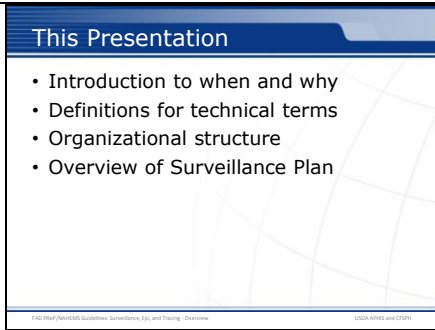 This Presentation
• Introduction to when and why
• Definitions for technical terms
• Organizational structure
• Overview of Surveillance Plan
FAD PReP/NAHEMS Guidelines: Surveillance, Epi, and Tracing - Overview
USDA APHIS and CFSPH